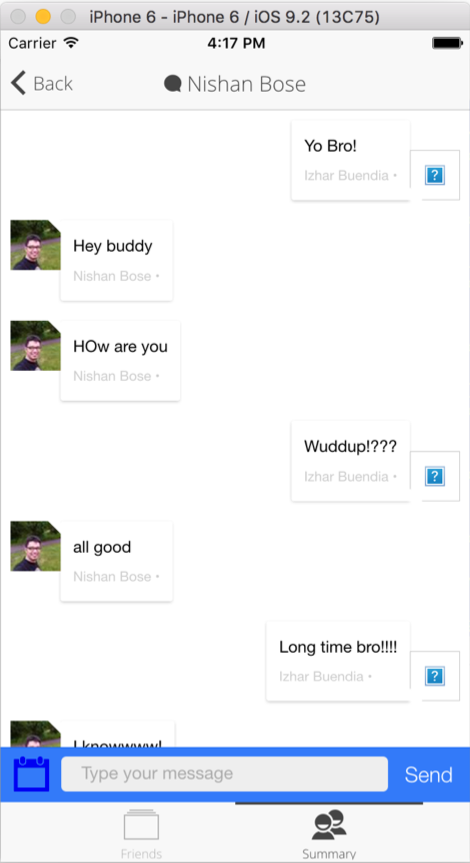 iPhone 6 - iPhone 6 / iOS 9.2 (13C75)
Carrier 4:17 PM
Back Nishan Bose
Yo Bro!
Izhar Buendia •
?
Hey buddy
Nishan Bose •
HOw are you
Nishan Bose •
Wuddup!???
Izhar Buendia •
?
all good
Nishan Bose •
Long time bro!!!!
Izhar Buendia •
?
I knowwww!
Type your message Send
Friends Summary